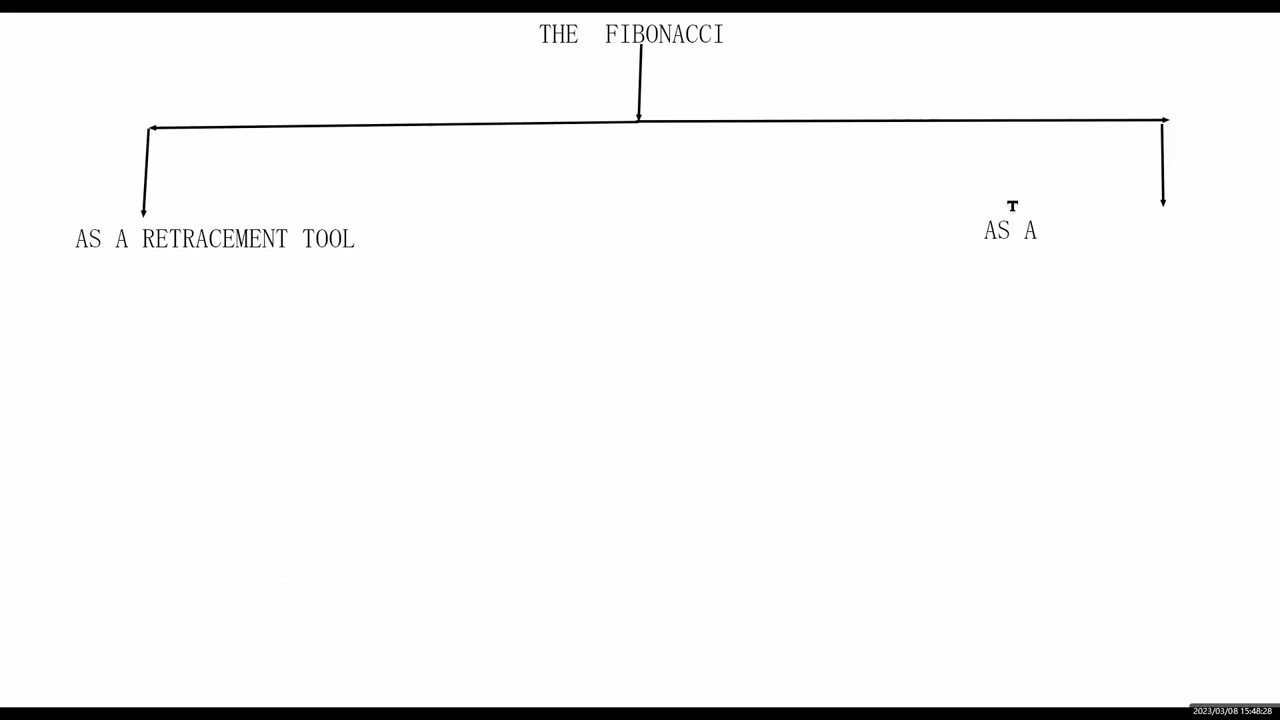 THE FIBONACCI
AS A RETRACEMENT TOOL
AS A
2023/03/08 15:48:28